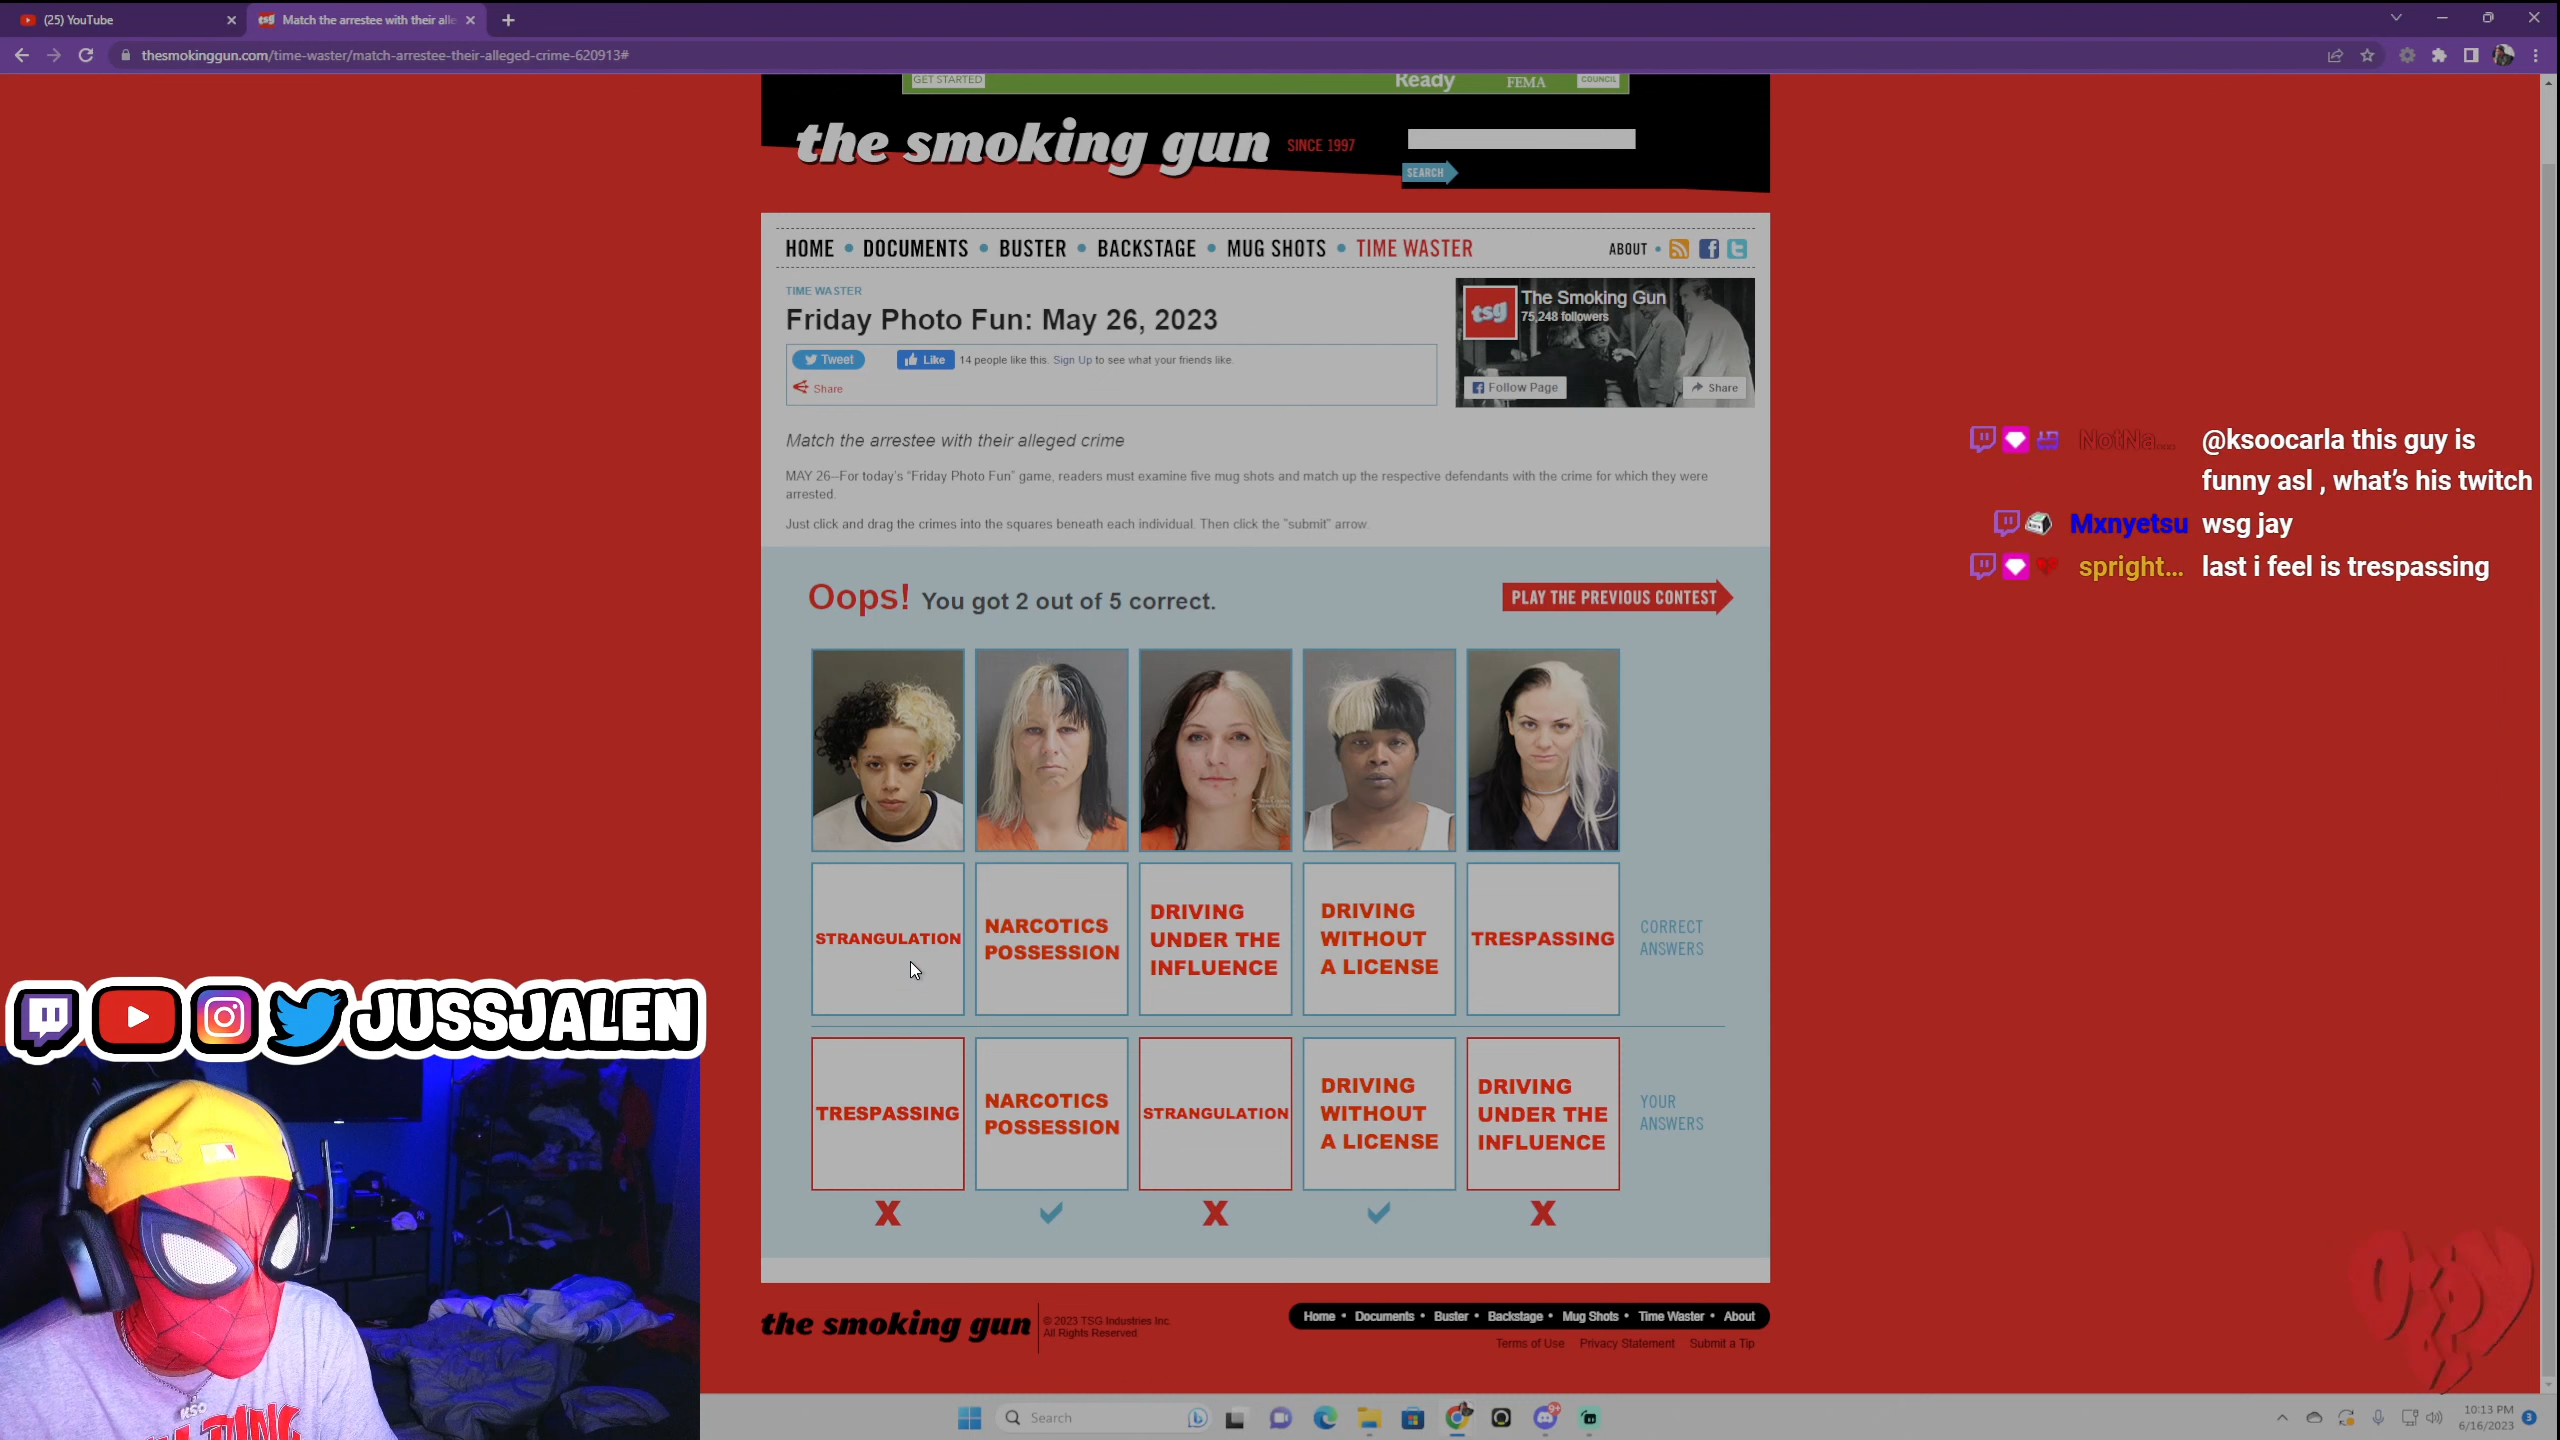 (25) YouTube
Match the arrestee with their alle
thesmokinggun.com/time-waster/match-arrestee-their-alleged-crime-620913#
GET STARTED
Ready
FEMA
COUNCIL
the smoking gun SINCE 1997
SEARCH
HOME • DOCUMENTS • BUSTER • BACKSTAGE • MUG SHOTS • TIME WASTER
ABOUT •
TIME WASTER
Friday Photo Fun: May 26, 2023
Tweet
Like 14 people like this. Sign Up to see what your friends like.
Share
tsg
The Smoking Gun
75,248 followers
Follow Page
Share
Match the arrestee with their alleged crime
MAY 26--For today's "Friday Photo Fun" game, readers must examine five mug shots and match up the respective defendants with the crime for which they were
arrested.
Just click and drag the crimes into the squares beneath each individual. Then click the "submit" arrow.
Oops! You got 2 out of 5 correct.
PLAY THE PREVIOUS CONTEST
STRANGULATION
NARCOTICS
POSSESSION
DRIVING
UNDER THE
INFLUENCE
DRIVING
WITHOUT
A LICENSE
TRESPASSING
CORRECT
ANSWERS
TRESPASSING
NARCOTICS
POSSESSION
STRANGULATION
DRIVING
WITHOUT
A LICENSE
DRIVING
UNDER THE
INFLUENCE
YOUR
ANSWERS
X
X
X
the smoking gun
© 2023 TSG Industries Inc.
All Rights Reserved
Home • Documents • Buster • Backstage • Mug Shots • Time Waster • About
Terms of Use Privacy Statement Submit a Tip
NotNa... @ksoocarla this guy is
funny asl , what's his twitch
Mxnyetsu wsg jay
spright... last i feel is trespassing
JUSSJALEN
KSO
Search
10:13 PM
6/16/2023
3